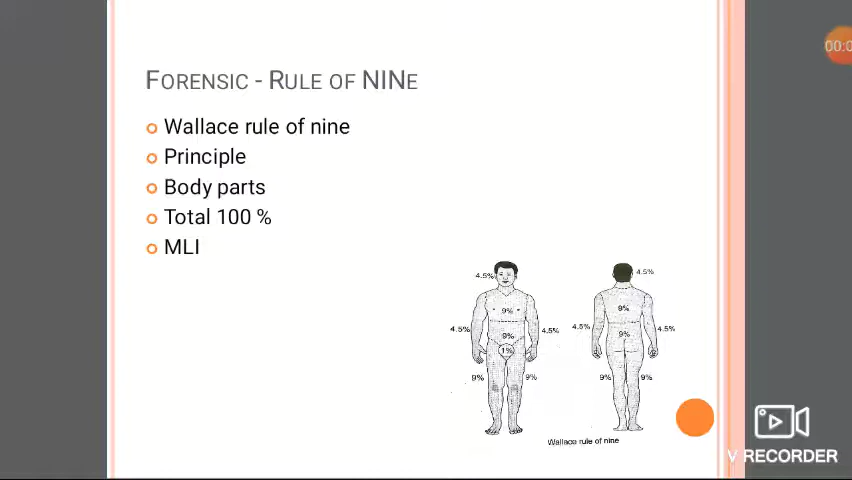 00:0
FORENSIC - RULE OF NINE
Wallace rule of nine
Principle
Body parts
Total 100 %
MLI
4.5% 4.5%
9% 9%
4.5% 4.5% 4.5% 4.5%
9% 9%
1%
9% 9% 9% 9%
Wallace rule of nine
V RECORDER